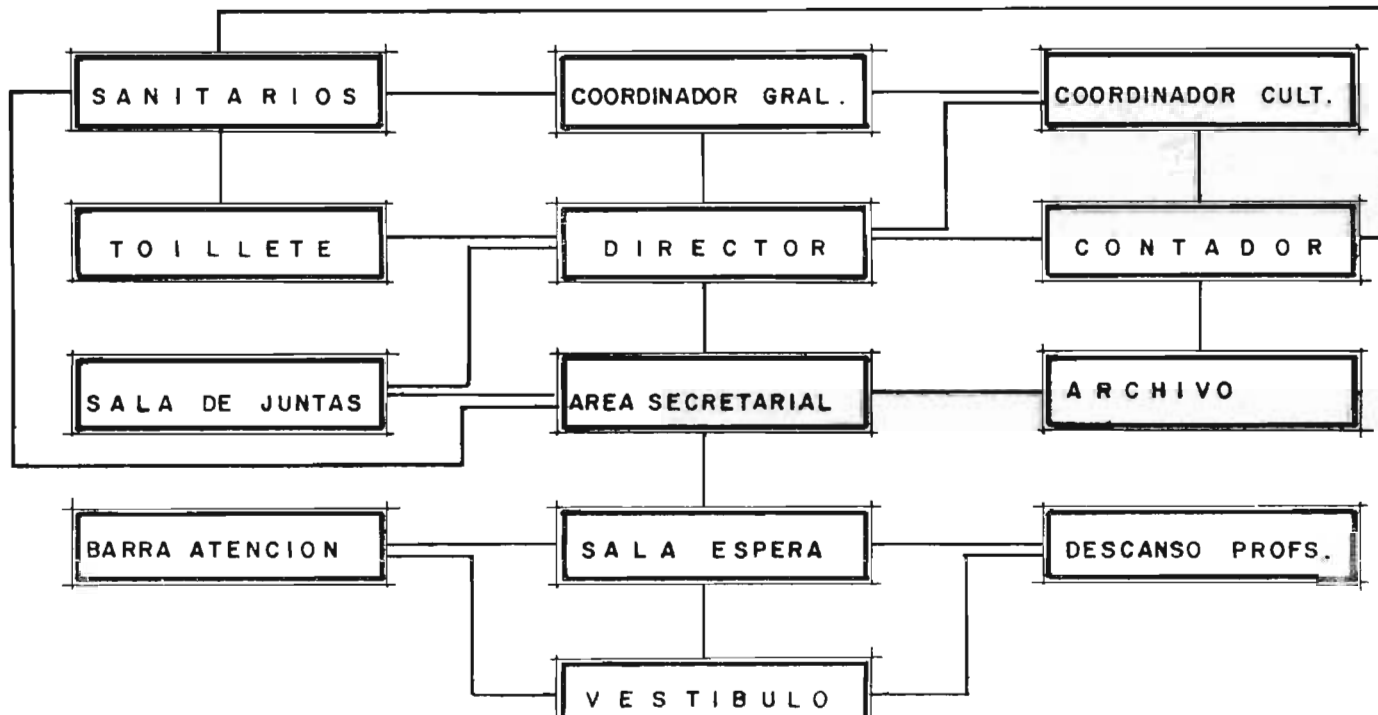 SANITARIOS
COORDINADOR GRAL.
COORDINADOR CULT.
TOILLETE
DIRECTOR
CONTADOR
SALA DE JUNTAS
AREA SECRETARIAL
ARCHIVO
BARRA ATENCION
SALA ESPERA
DESCANSO PROFS.
VESTIBULO